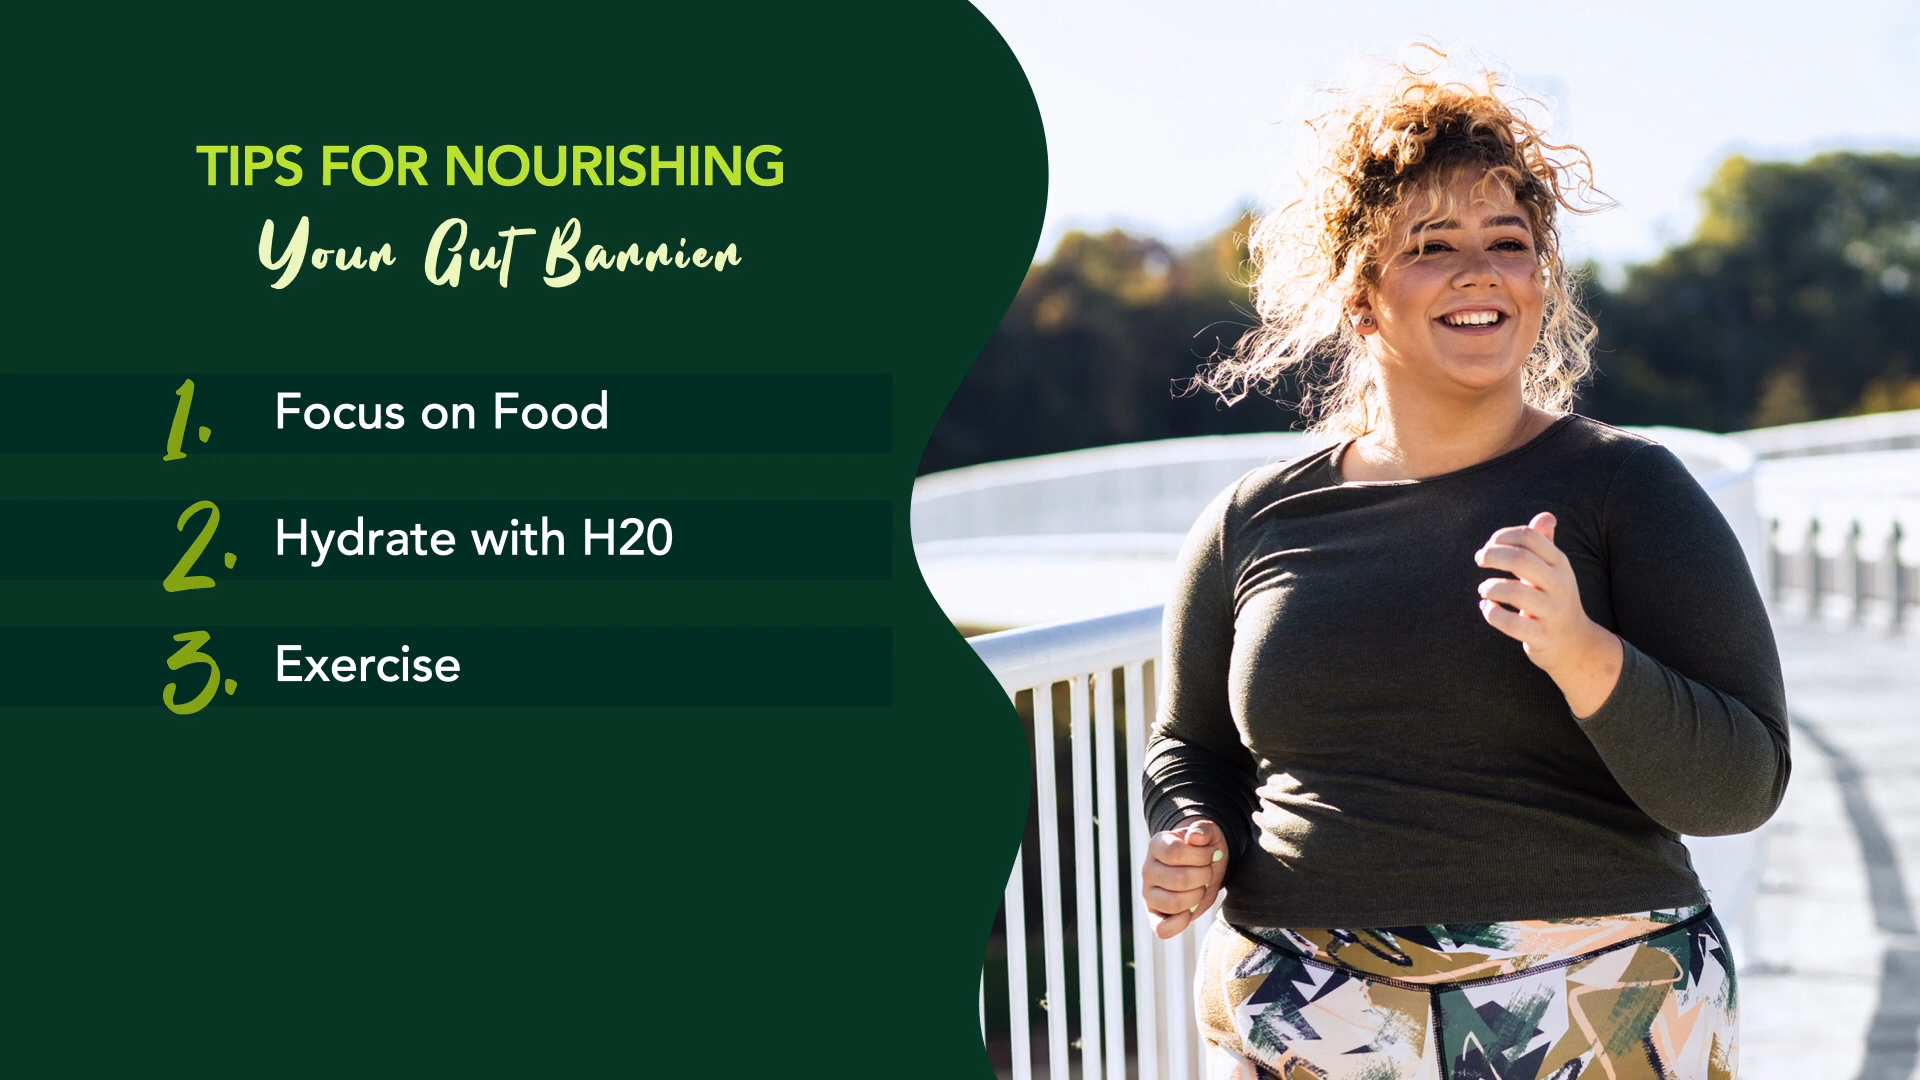 TIPS FOR NOURISHING
Your Gut Barrier
1. Focus on Food
2. Hydrate with H20
3. Exercise